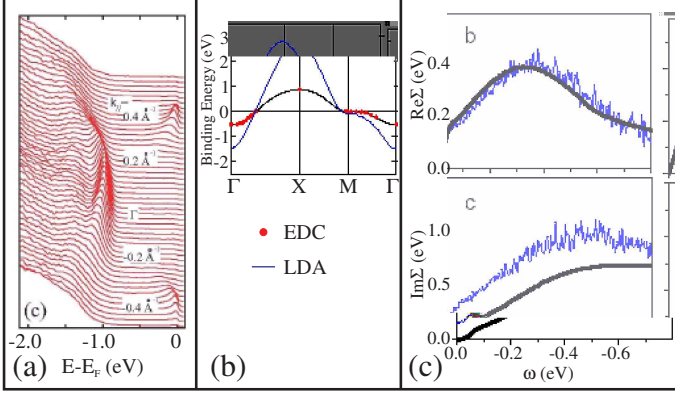 k_N
0.4 Å⁻¹
0.2 Å⁻¹
Γ
-0.2 Å⁻¹
-0.4 Å⁻¹
(c)
-2.0 -1.0 0
E-E_F (eV)
(a)
Binding Energy (eV)
3
2
1
0
-1
-2
Γ X M Γ
EDC
LDA
(b)
b
ReΣ (eV)
0.4
0.2
0.0
c
ImΣ (eV)
1.0
0.5
0.0
0.0 -0.2 -0.4 -0.6
ω (eV)
(c)